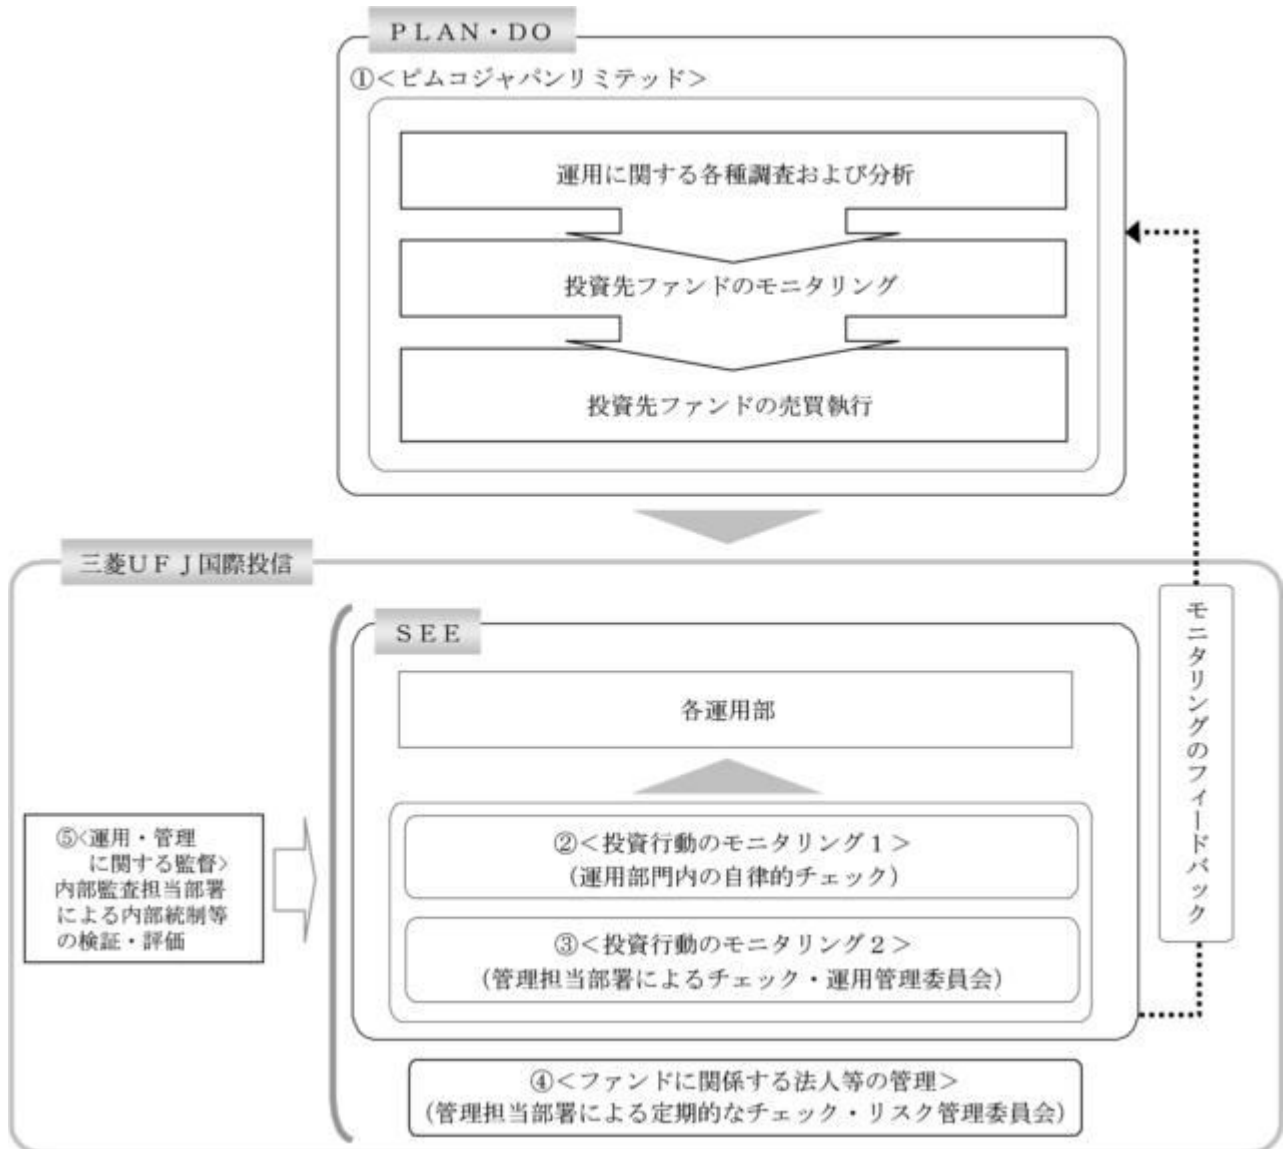 ＰＬＡＮ・ＤＯ
①＜ピムコジャパンリミテッド＞
運用に関する各種調査および分析
投資先ファンドのモニタリング
投資先ファンドの売買執行
三菱ＵＦＪ国際投信
ＳＥＥ
各運用部
②＜投資行動のモニタリング１＞
（運用部門内の自律的チェック）
③＜投資行動のモニタリング２＞
（管理担当部署によるチェック・運用管理委員会）
④＜ファンドに関係する法人等の管理＞
（管理担当部署による定期的なチェック・リスク管理委員会）
⑤＜運用・管理
に関する監督＞
内部監査担当部署
による内部統制等
の検証・評価
モニタリングのフィードバック